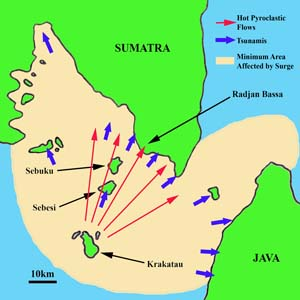 Hot Pyroclastic
Flows
Tsunamis
Minimum Area
Affected by Surge
SUMATRA
Radjan Bassa
Sebuku
Sebesi
Krakatau
10km
JAVA